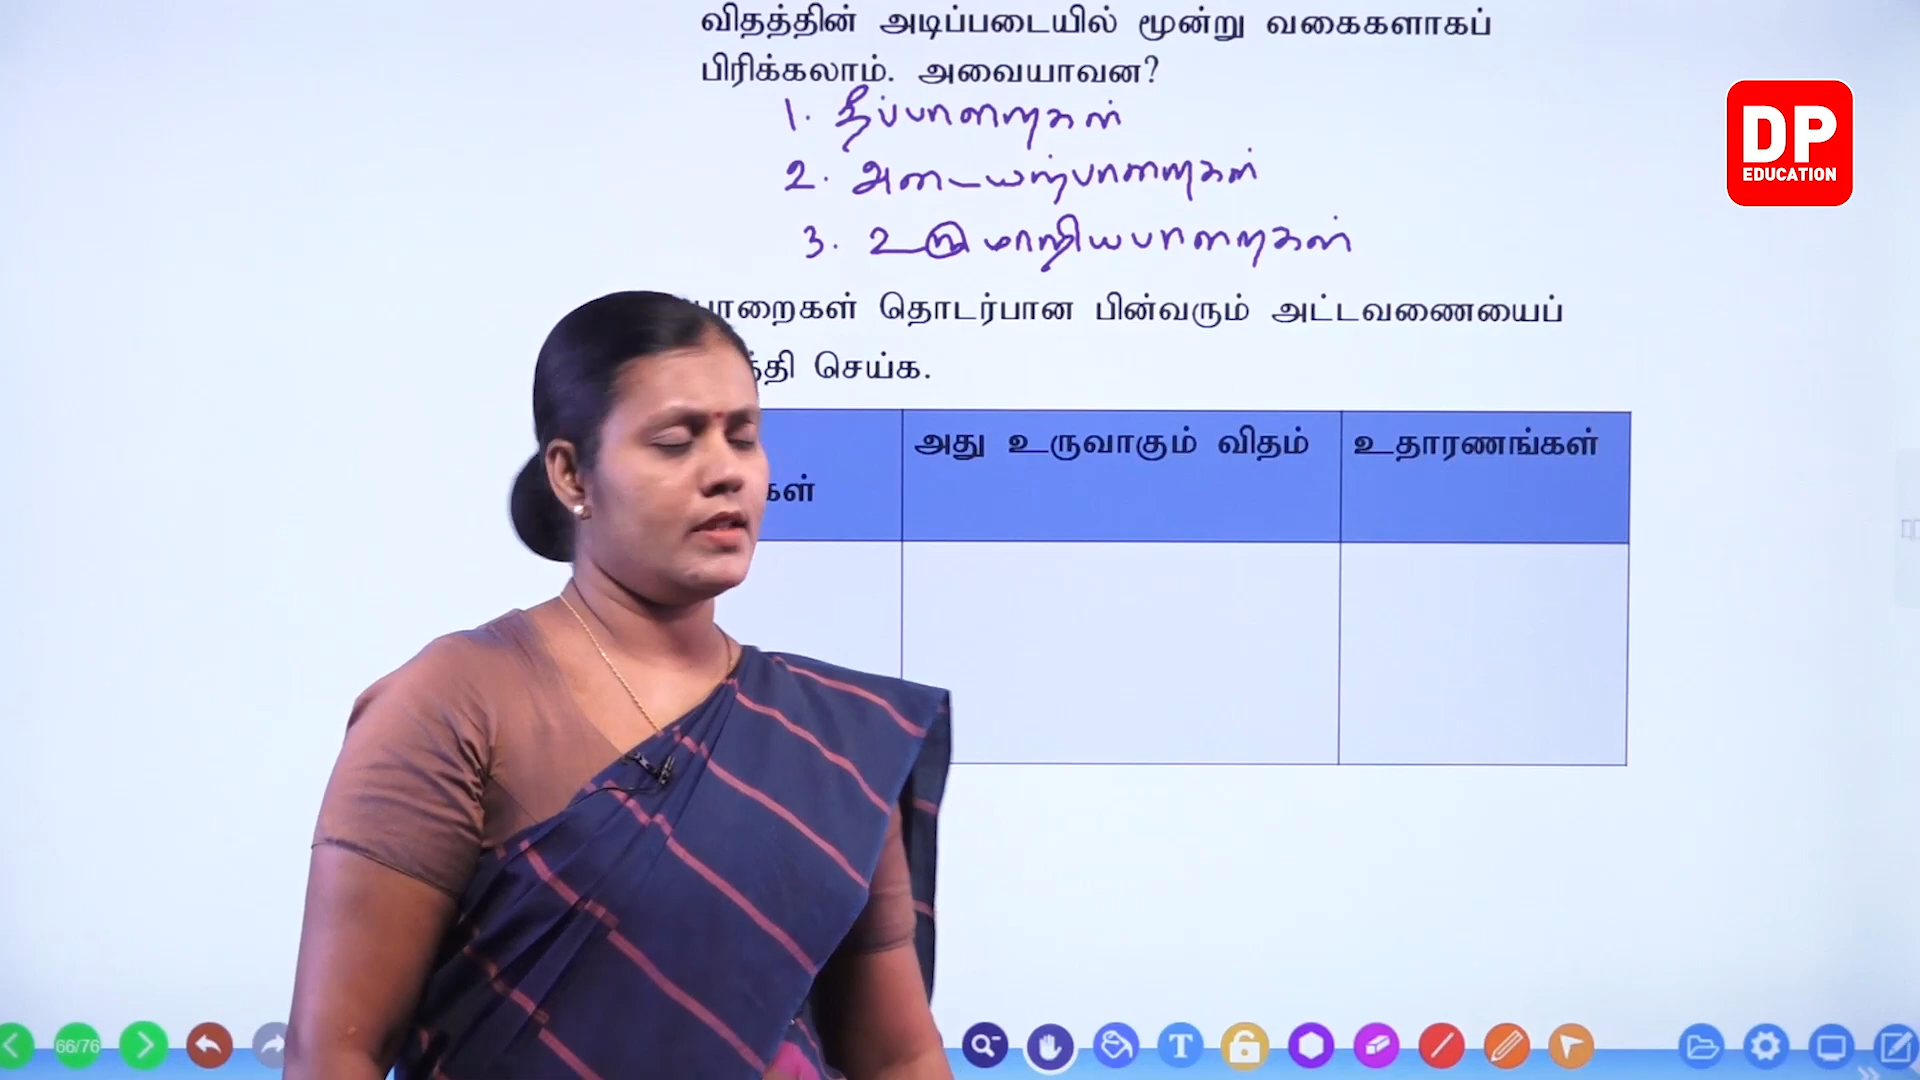 விதத்தின் அடிப்படையில் மூன்று வகைகளாகப்
பிரிக்கலாம். அவையாவன?
1. தீப்பாறைகள்
2. அடையற்பாறைகள்
3. உருமாறியபாறைகள்
பாறைகள் தொடர்பான பின்வரும் அட்டவணையைப்
த்தி செய்க.
கள்
அது உருவாகும் விதம்
உதாரணங்கள்
DP
EDUCATION
66/76
T